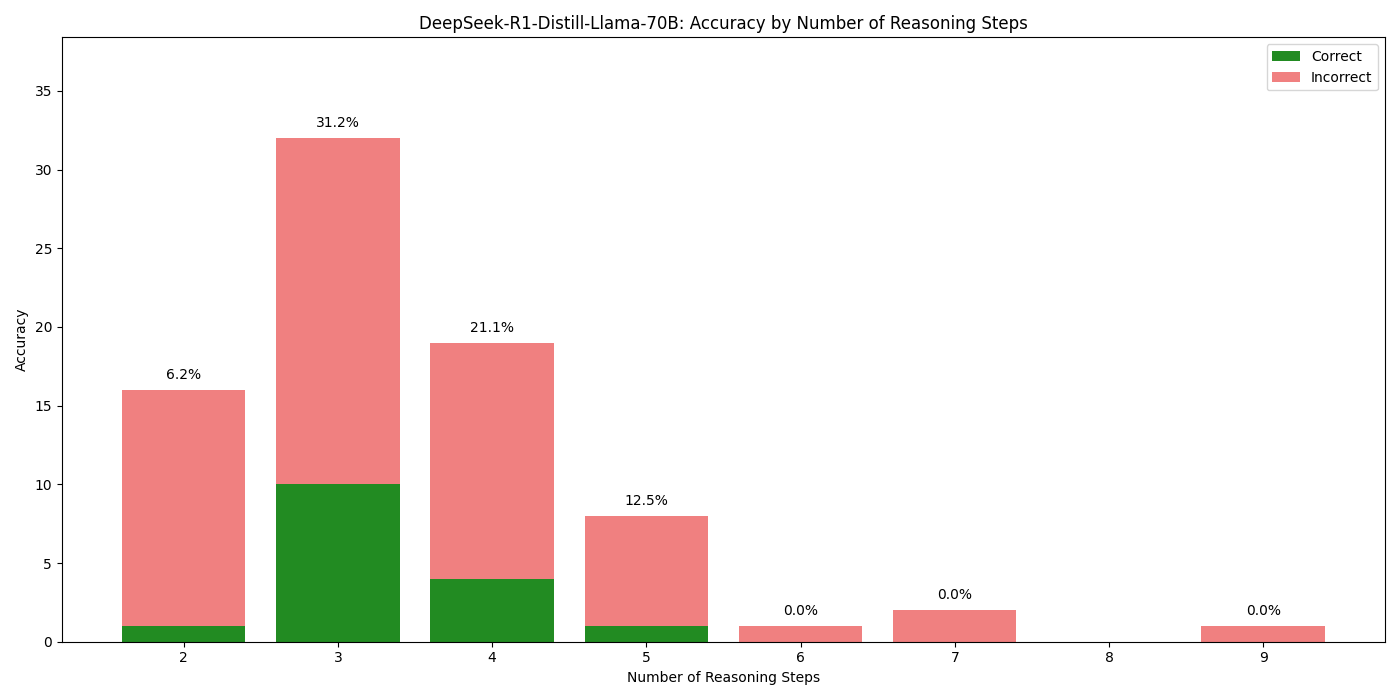 DeepSeek-R1-Distill-Llama-70B: Accuracy by Number of Reasoning Steps
Correct
Incorrect
35
30
25
20
15
10
5
0
Accuracy
6.2%
31.2%
21.1%
12.5%
0.0%
0.0%
0.0%
2 3 4 5 6 7 8 9
Number of Reasoning Steps